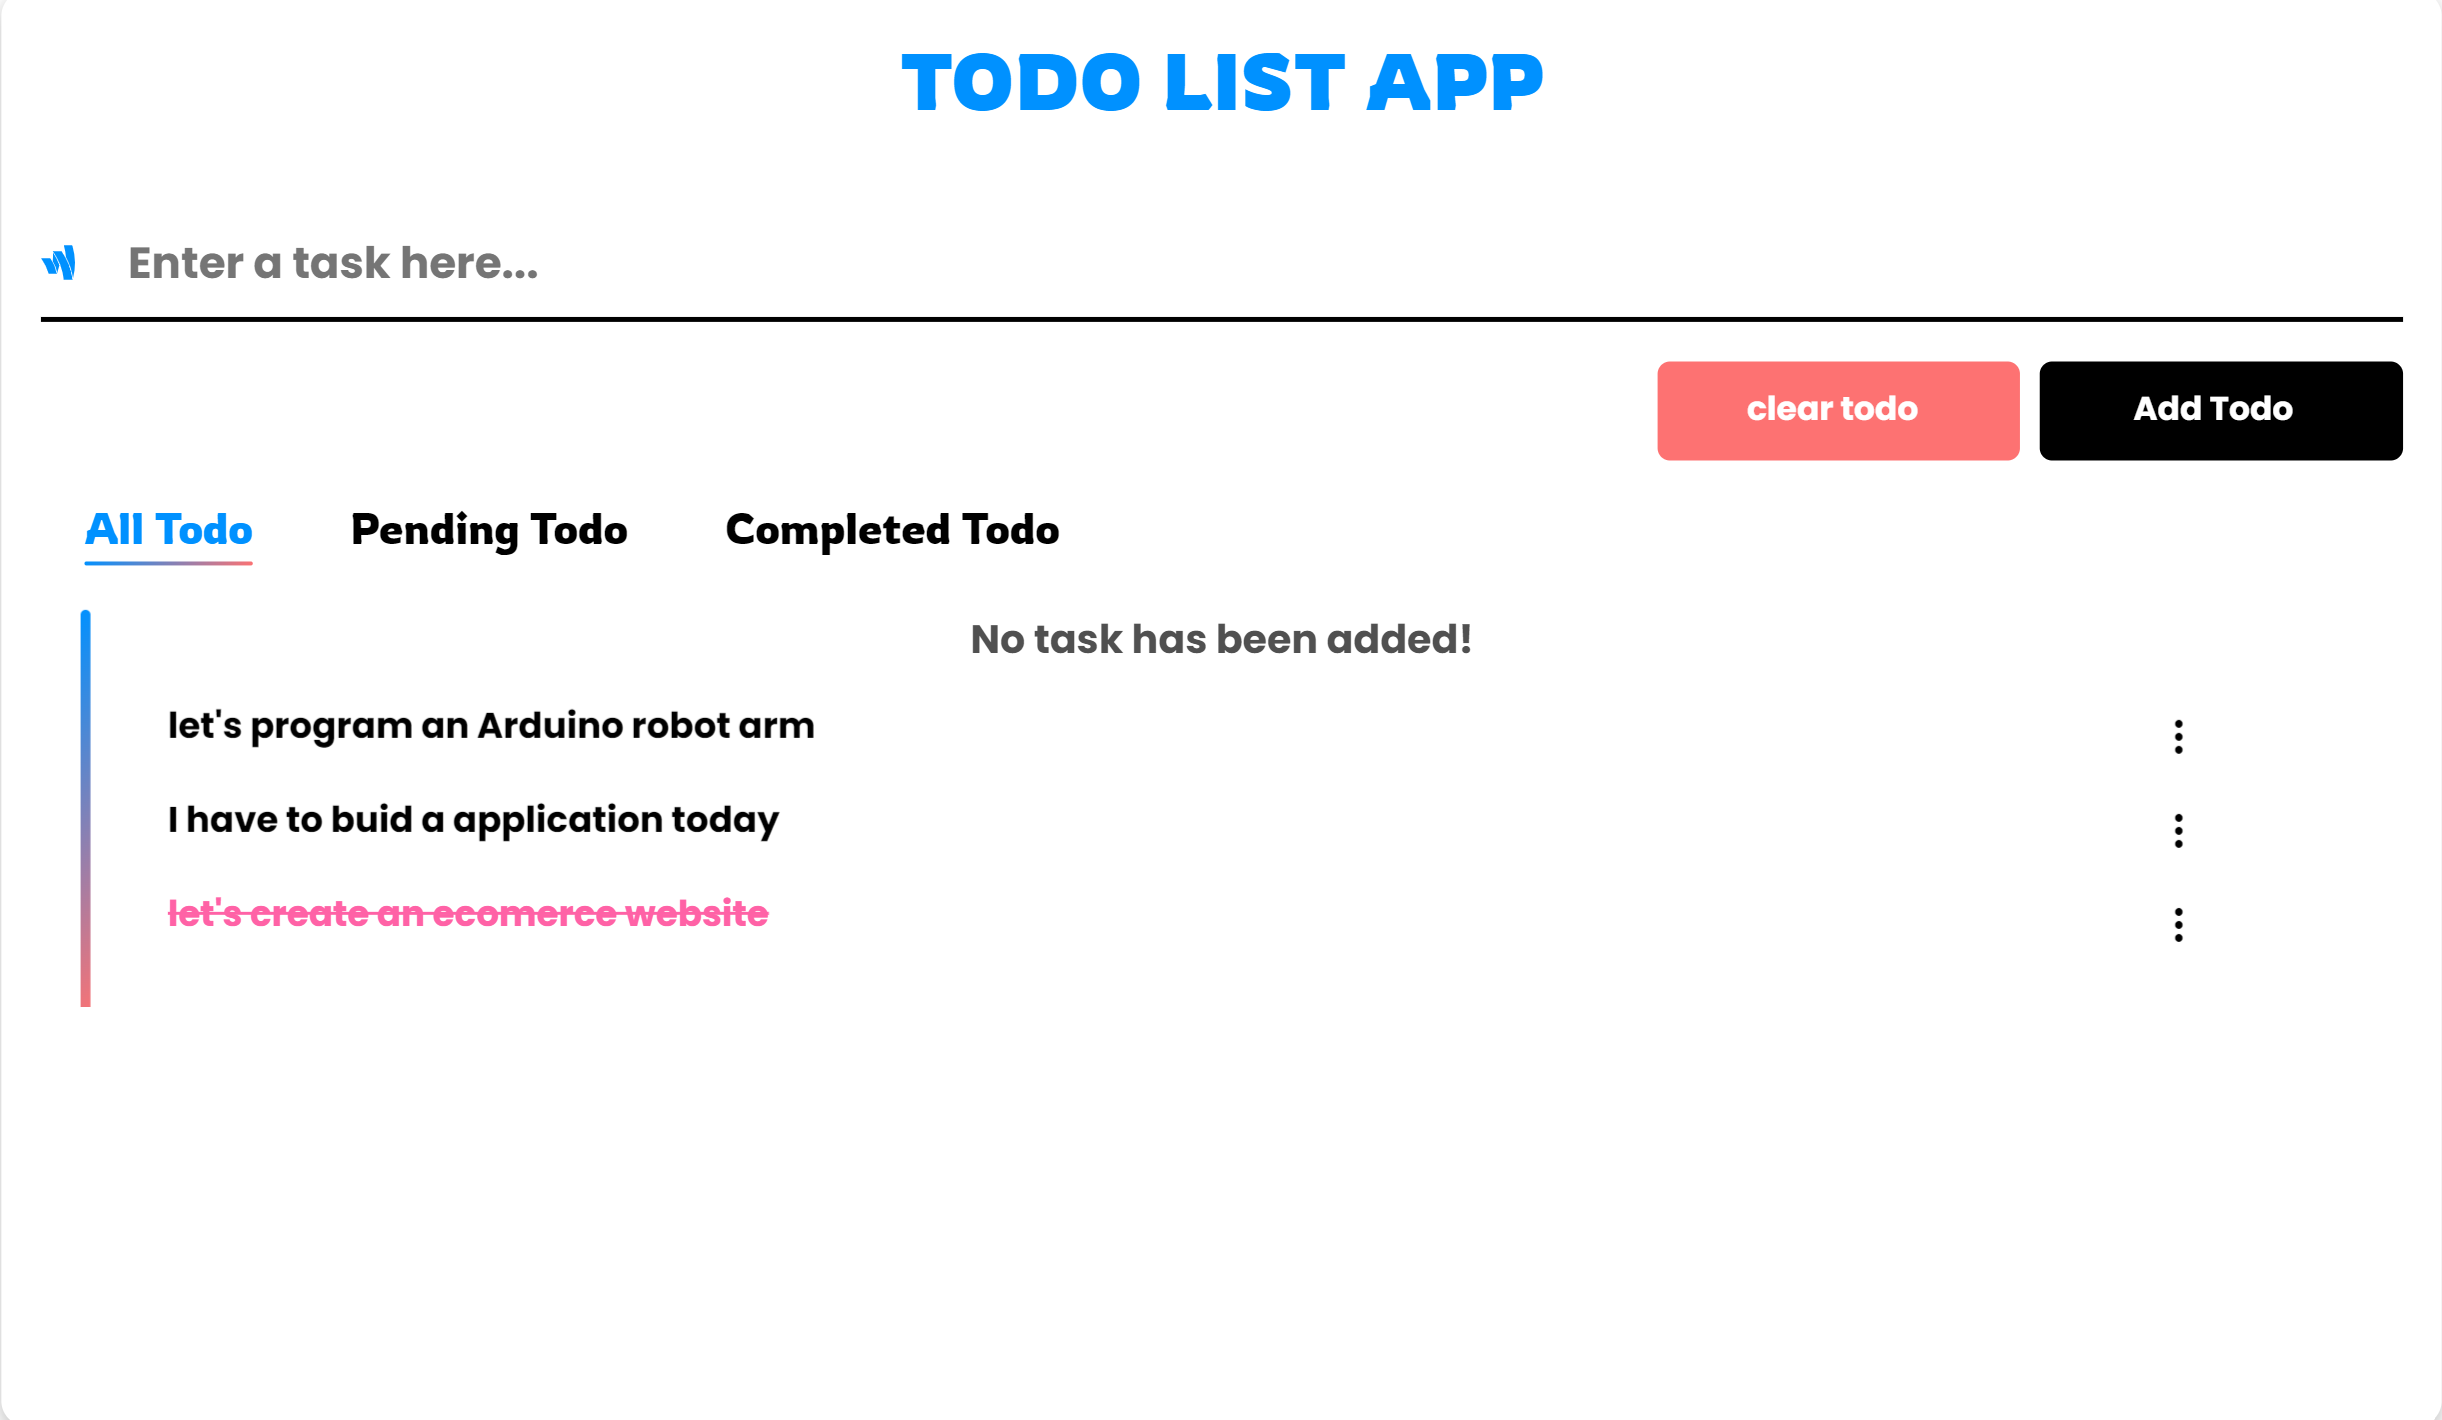 TODO LIST APP
Enter a task here...
clear todo Add Todo
All Todo Pending Todo Completed Todo
No task has been added!
let's program an Arduino robot arm
I have to buid a application today
let's create an ecomerce website